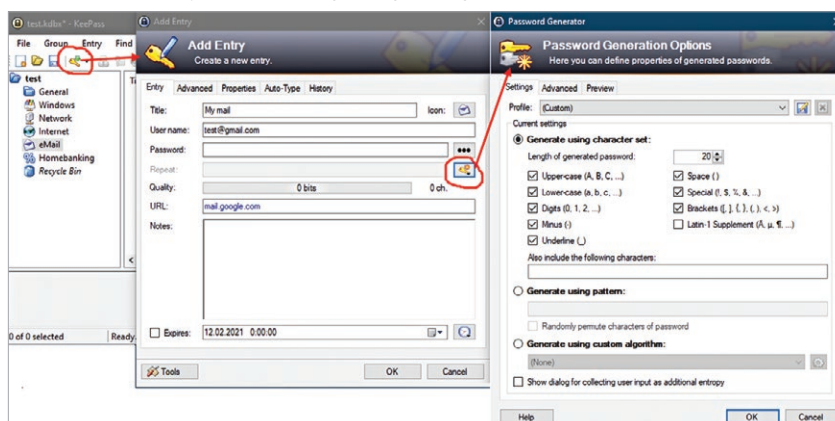 test.kdbx* - KeePass
File Group Entry Find
test
General
Windows
Network
Internet
eMail
Homebanking
Recycle Bin
0 of 0 selected
Ready.
Add Entry
Add Entry
Create a new entry.
Entry Advanced Properties Auto-Type History
Title: My mail Icon:
User name: test@gmail.com
Password:
Repeat:
Quality: 0 bits 0 ch.
URL: mail.google.com
Notes:
Expires: 12.02.2021 0:00:00
Tools OK Cancel
Password Generator
Password Generation Options
Here you can define properties of generated passwords.
Settings Advanced Preview
Profile: (Custom)
Current settings
Generate using character set:
Length of generated password: 20
Upper-case (A, B, C, ...) Space ( )
Lower-case (a, b, c, ...) Special (!, $, %, &, ...)
Digits (0, 1, 2, ...) Brackets ([, ], {, }, (, ), <, >)
Minus (-) Latin-1 Supplement (Ä, µ, ¶, ...)
Underline (_)
Also include the following characters:
Generate using pattern:
Randomly permute characters of password
Generate using custom algorithm:
(None)
Show dialog for collecting user input as additional entropy
Help OK Cancel